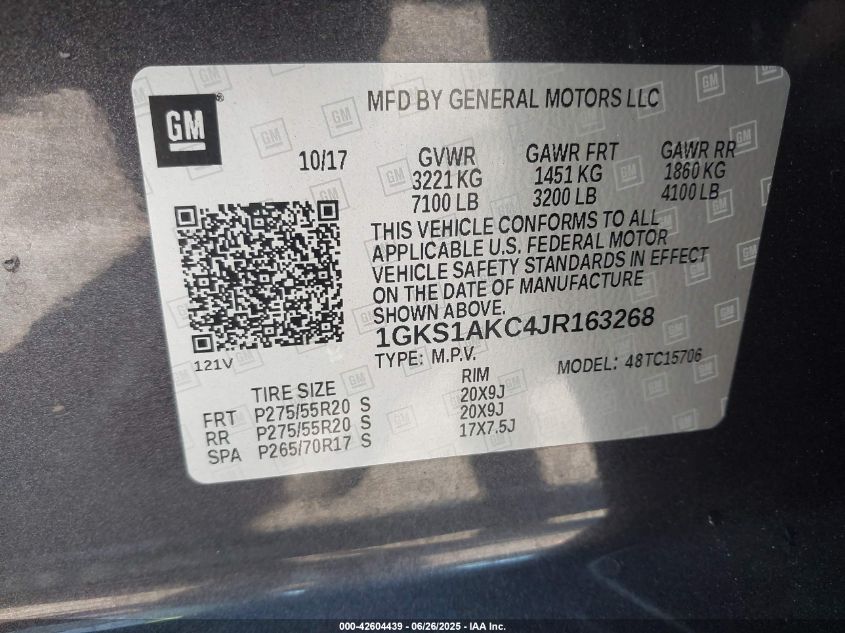 GM
MFD BY GENERAL MOTORS LLC
10/17
GVWR GAWR FRT GAWR RR
3221 KG 1451 KG 1860 KG
7100 LB 3200 LB 4100 LB
THIS VEHICLE CONFORMS TO ALL
APPLICABLE U.S. FEDERAL MOTOR
VEHICLE SAFETY STANDARDS IN EFFECT
ON THE DATE OF MANUFACTURE
SHOWN ABOVE.
1GKS1AKC4JR163268
TYPE: M.P.V. MODEL: 48TC15706
121V
TIRE SIZE RIM
FRT P275/55R20 S 20X9J
RR P275/55R20 S 20X9J
SPA P265/70R17 S 17X7.5J
000-42604439 - 06/26/2025 - IAA Inc.